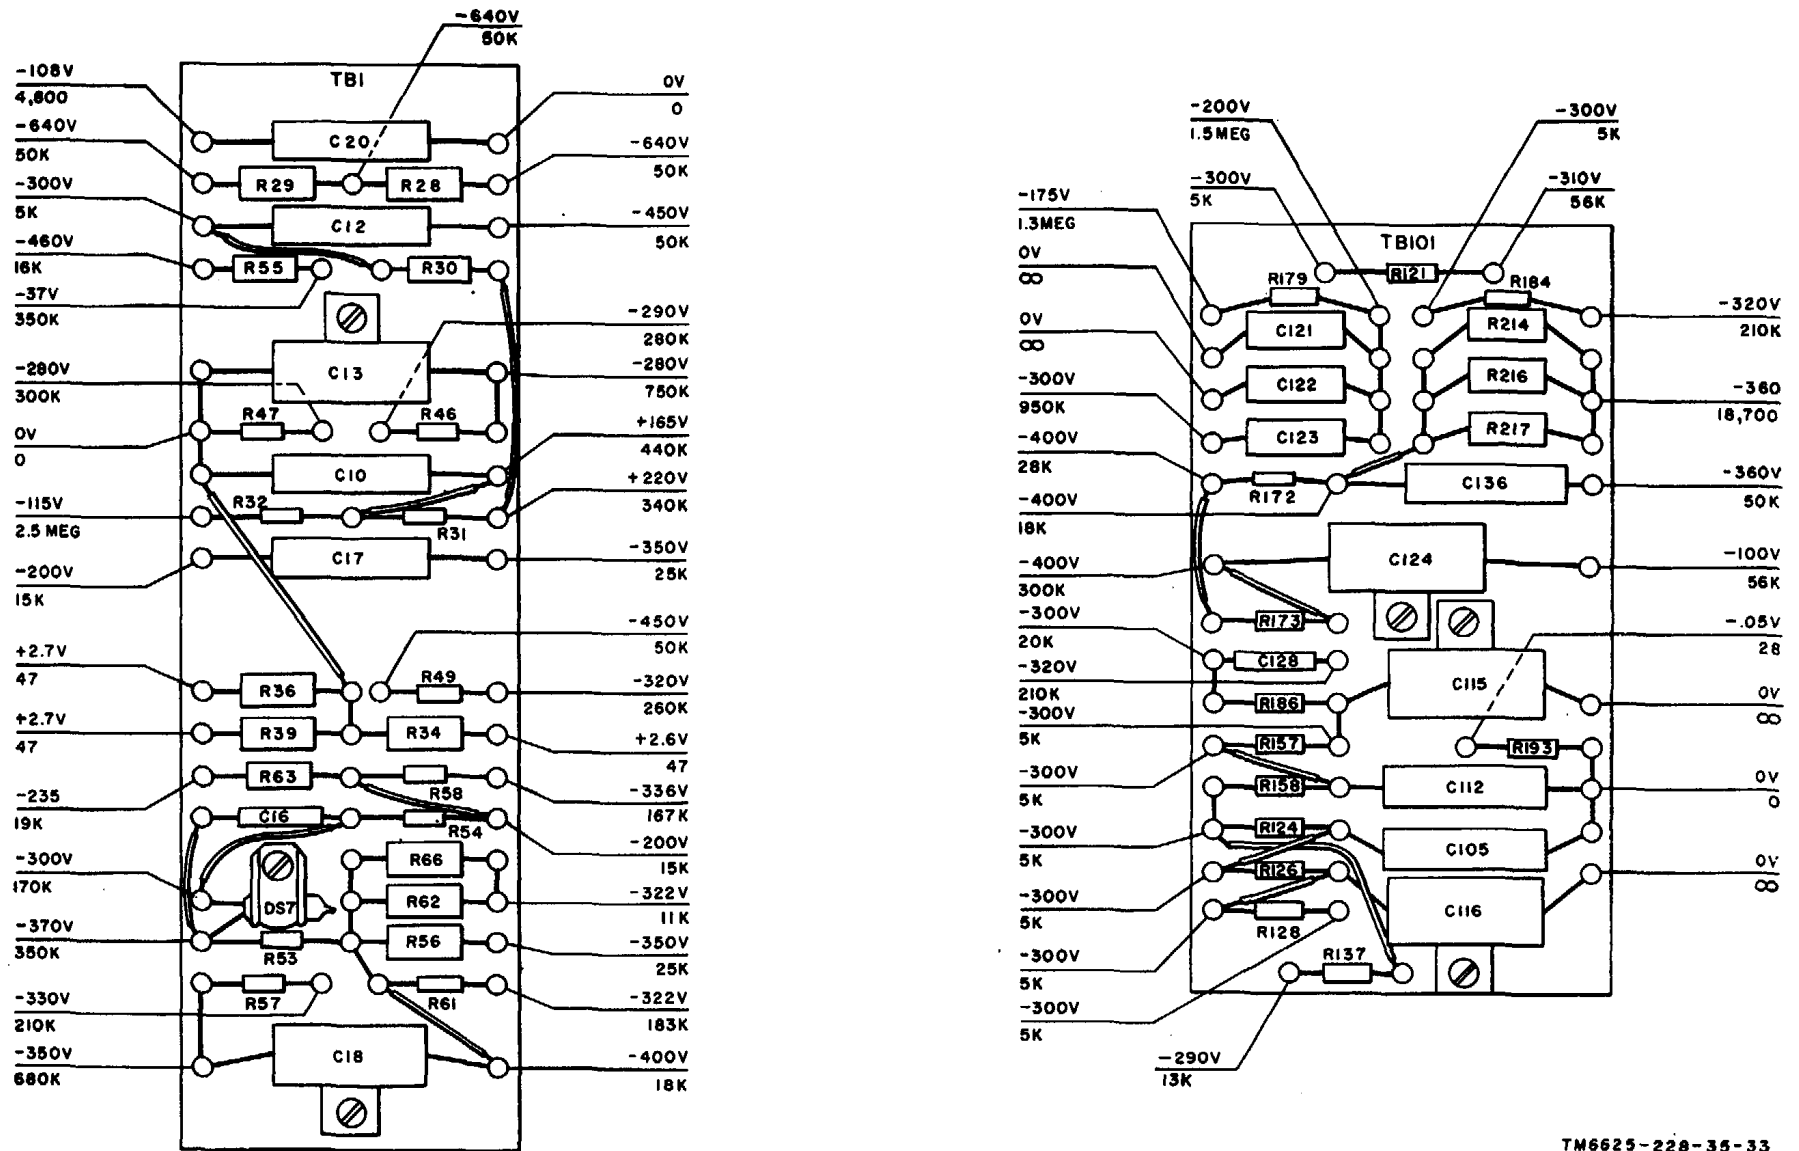 TB1
-640V
50K
-108V
4,800
-640V
50K
-300V
5K
-460V
16K
-37V
350K
-280V
300K
0V
0
-115V
2.5 MEG
-200V
15K
+2.7V
47
+2.7V
47
-235
19K
-300V
170K
-370V
350K
-330V
210K
-350V
680K
C20
R29
R28
C12
R55
R30
C13
R47
R46
C10
R32
R31
C17
R36
R49
R39
R34
R63
R58
C16
R54
R66
DS7
R62
R56
R53
R57
R61
C18
0V
0
-640V
50K
-450V
50K
-290V
280K
-280V
750K
+165V
440K
+220V
340K
-350V
25K
-450V
50K
-320V
260K
+2.6V
47
-336V
167K
-200V
15K
-322V
11K
-350V
25K
-322V
183K
-400V
18K
TB101
-200V
1.5MEG
-300V
5K
-300V
5K
-310V
56K
-175V
1.3MEG
0V
∞
0V
∞
-300V
950K
-400V
28K
-400V
18K
-400V
300K
-300V
20K
-320V
210K
-300V
5K
-300V
5K
-300V
5K
-300V
5K
-300V
5K
-300V
5K
-290V
13K
R121
R179
R184
C121
R214
C122
R216
C123
R217
R172
C136
C124
R173
C128
C115
R186
R157
R193
R158
C112
R124
C105
R126
C116
R128
R137
-320V
210K
-360
18,700
-360V
50K
-100V
56K
-.05V
28
0V
∞
0V
0
0V
∞
TM6625-228-35-33